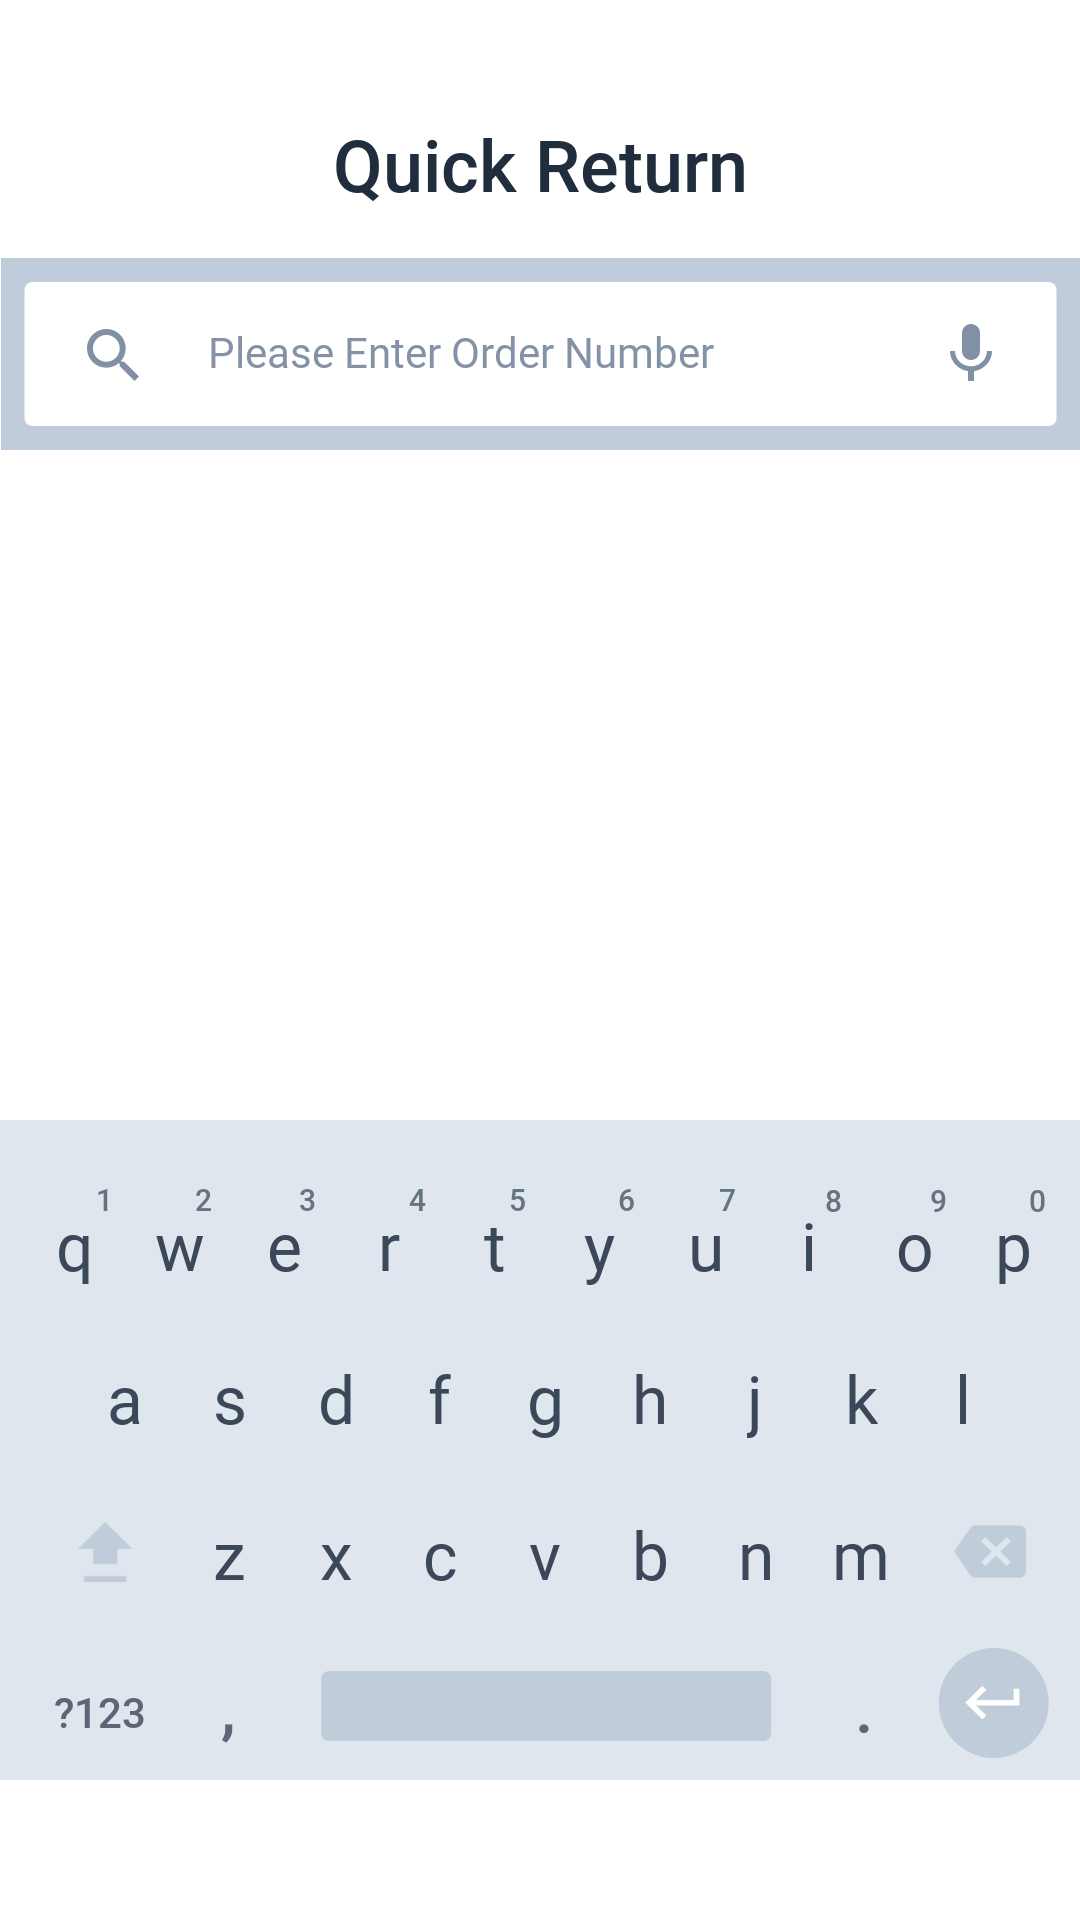 Quick Return
Please Enter Order Number
1 2 3 4 5 6 7 8 9 0
q w e r t y u i o p
a s d f g h j k l
z x c v b n m
?123 , .